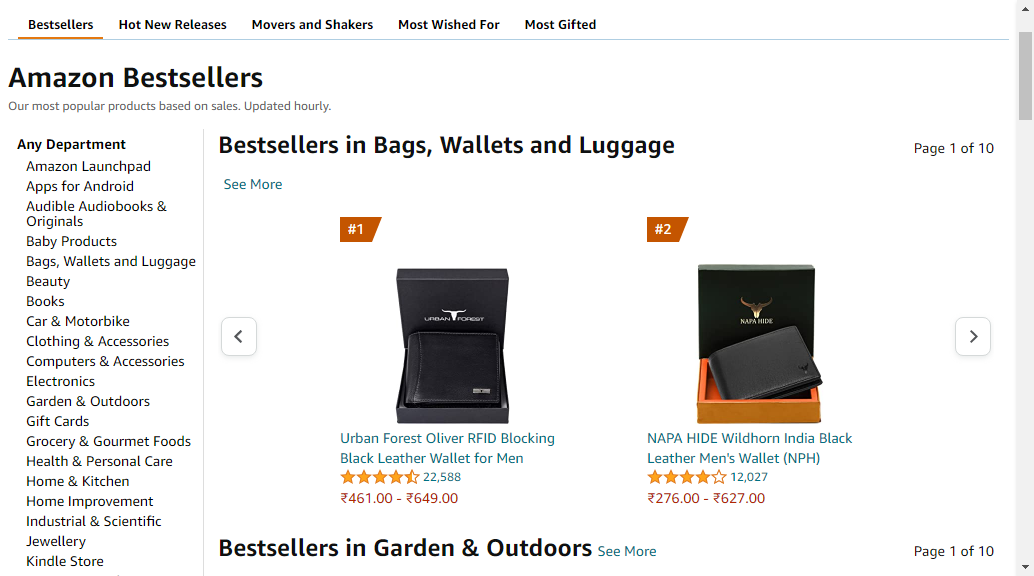 Bestsellers Hot New Releases Movers and Shakers Most Wished For Most Gifted
Amazon Bestsellers
Our most popular products based on sales. Updated hourly.
Any Department
Amazon Launchpad
Apps for Android
Audible Audiobooks &
Originals
Baby Products
Bags, Wallets and Luggage
Beauty
Books
Car & Motorbike
Clothing & Accessories
Computers & Accessories
Electronics
Garden & Outdoors
Gift Cards
Grocery & Gourmet Foods
Health & Personal Care
Home & Kitchen
Home Improvement
Industrial & Scientific
Jewellery
Kindle Store
Bestsellers in Bags, Wallets and Luggage
Page 1 of 10
See More
#1
URBAN FOREST
Urban Forest Oliver RFID Blocking
Black Leather Wallet for Men
22,588
₹461.00 - ₹649.00
#2
NAPA HIDE
NAPA HIDE Wildhorn India Black
Leather Men's Wallet (NPH)
12,027
₹276.00 - ₹627.00
Bestsellers in Garden & Outdoors See More
Page 1 of 10